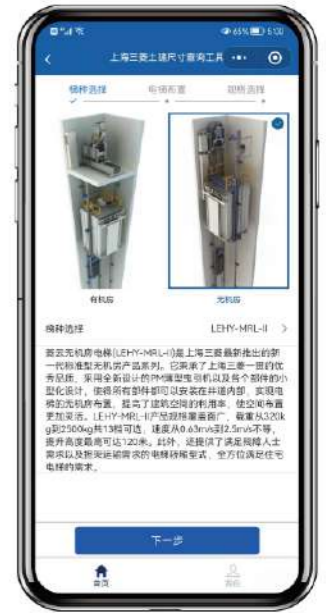 65% 5:00
上海三菱土建尺寸查询工具
梯种选择 电梯布置 规格选择
有机房 无机房
梯种选择 LEHY-MRL-II >
菱云无机房电梯(LEHY-MRL-II)是上海三菱最新推出的新
一代标准型无机房产品系列。它秉承了上海三菱一贯的优
秀品质，采用全新设计的PM薄型曳引机以及各个部件的小
型化设计，使得所有部件都可以安装在井道内部，实现电
梯的无机房布置，提高了建筑空间的利用率，使空间布置
更加灵活。LEHY-MRL-II产品规格覆盖面广，载重从320k
g到2500kg共13档可选，速度从0.63m/s到2.5m/s不等，
提升高度最高可达120米。此外，还提供了满足残障人士
需求以及担架运输需求的电梯轿厢型式，全方位满足住宅
电梯的需求。
下一步
首页